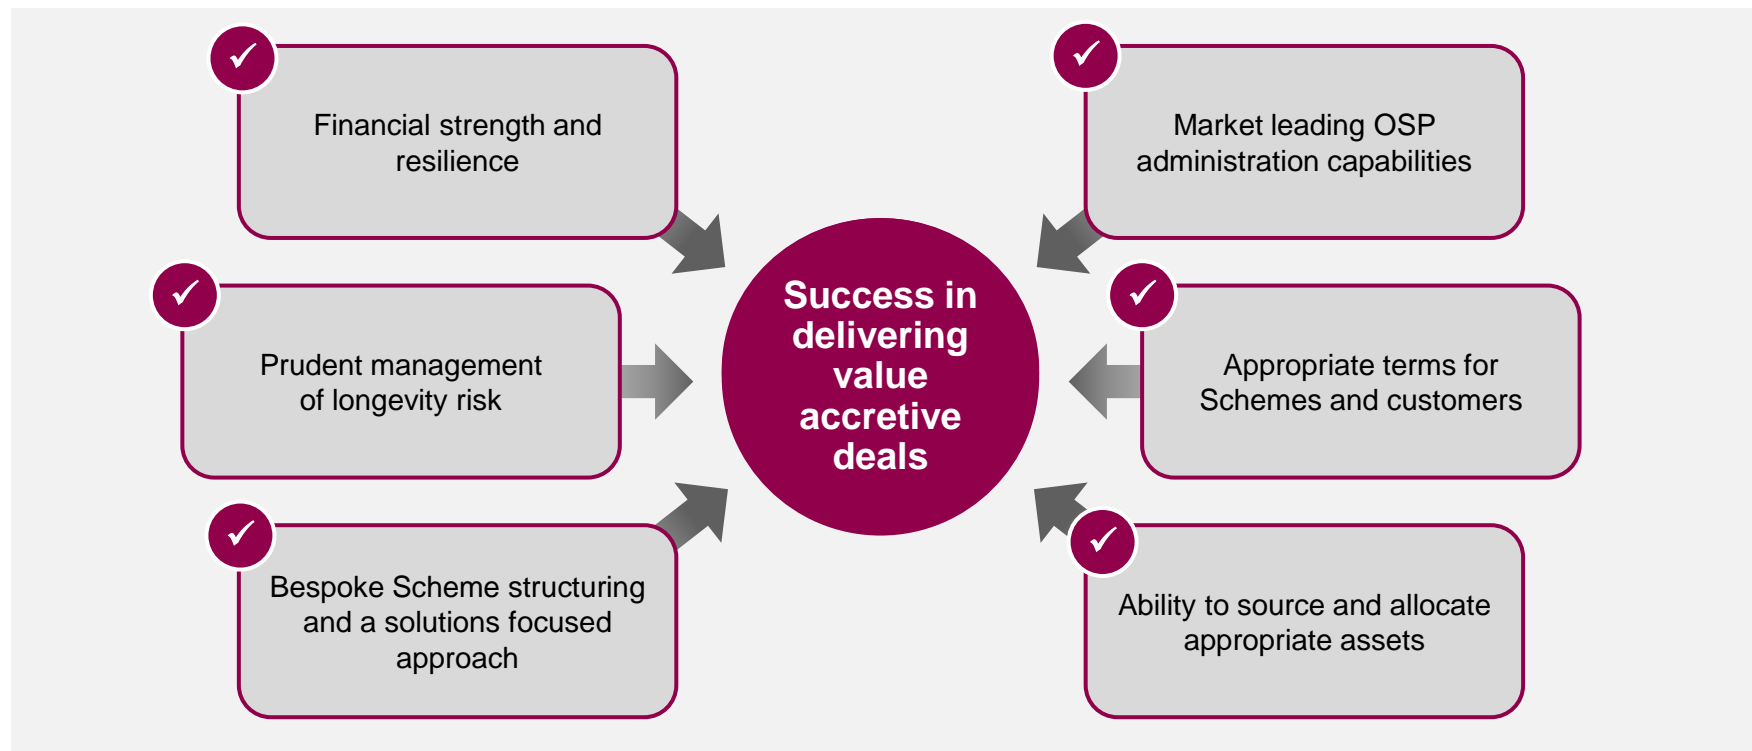 Financial strength and
resilience
Prudent management
of longevity risk
Bespoke Scheme structuring
and a solutions focused
approach
Success in
delivering
value
accretive
deals
Market leading OSP
administration capabilities
Appropriate terms for
Schemes and customers
Ability to source and allocate
appropriate assets